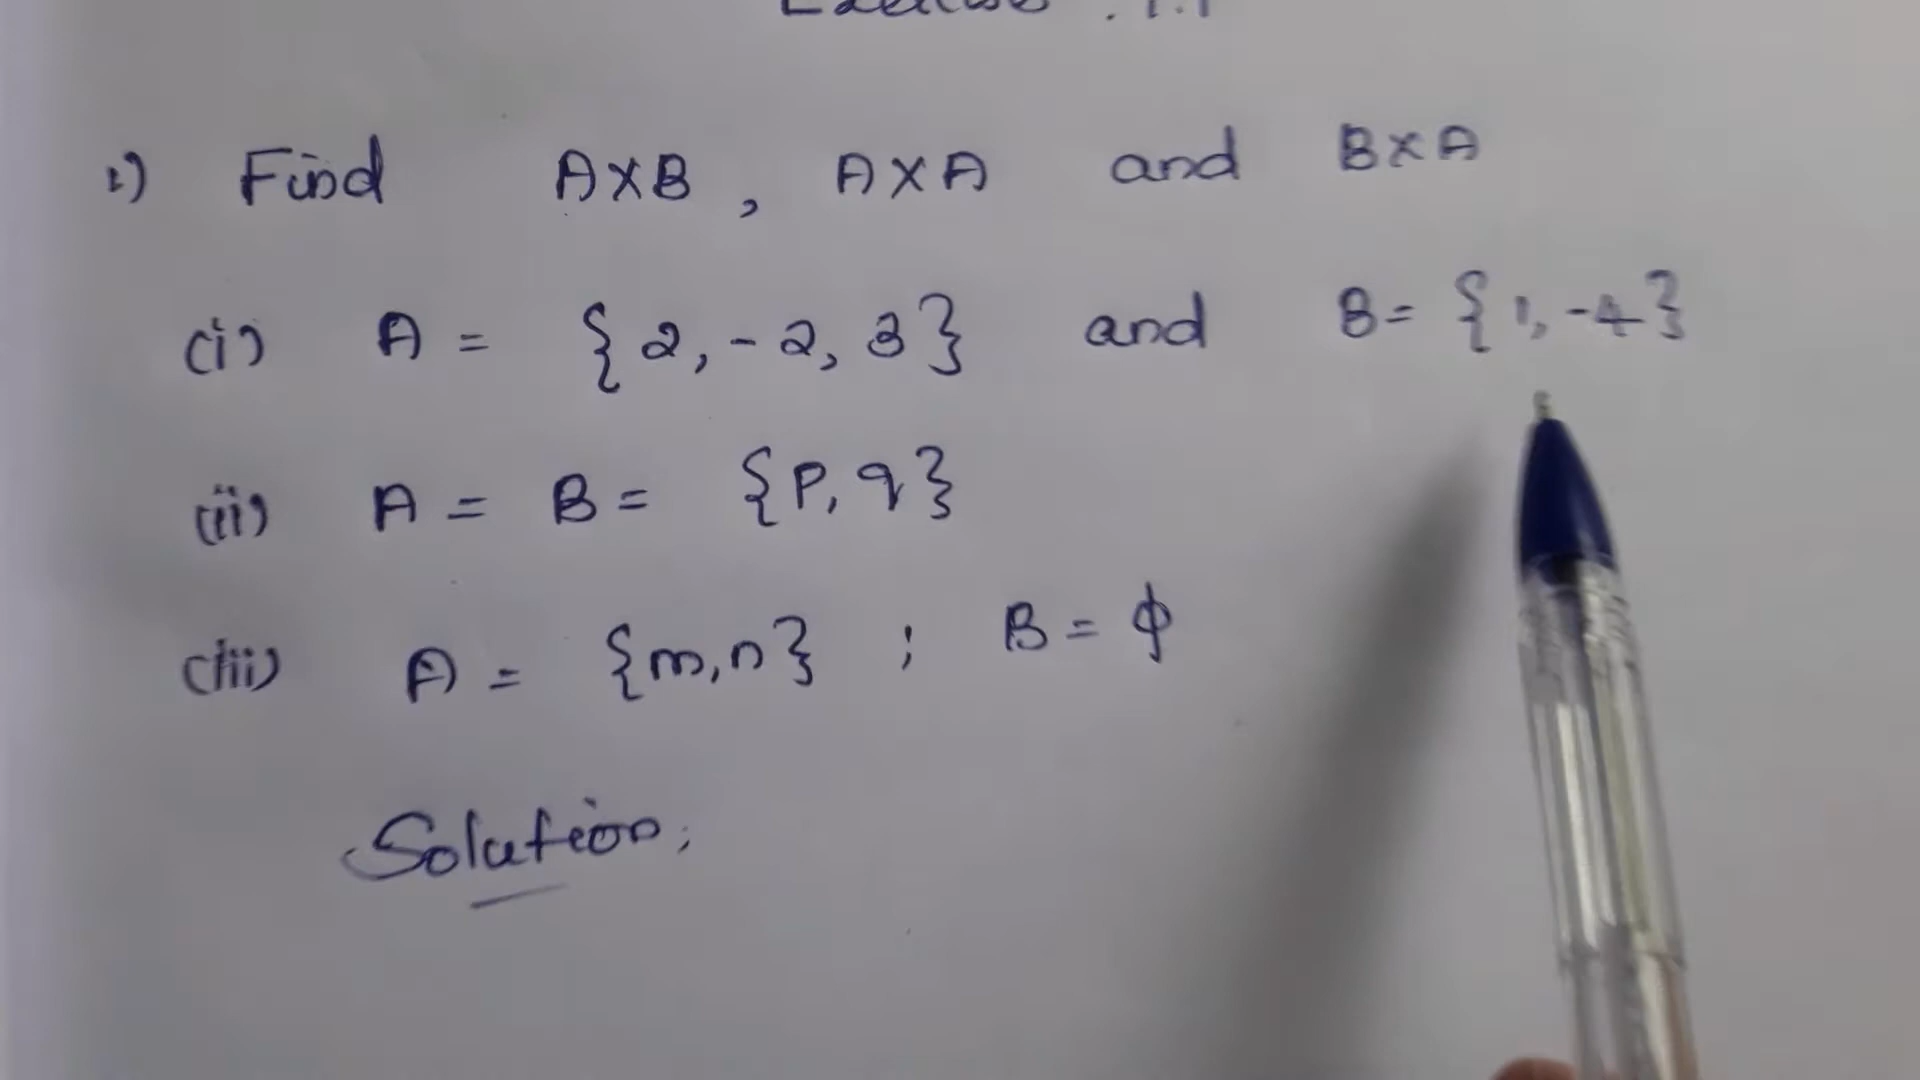 1) Find A×B, A×A and B×A
(i) A = {2, -2, 3} and B = {1, -4}
(ii) A = B = {p, q}
(iii) A = {m, n} ; B = ϕ
Solution;